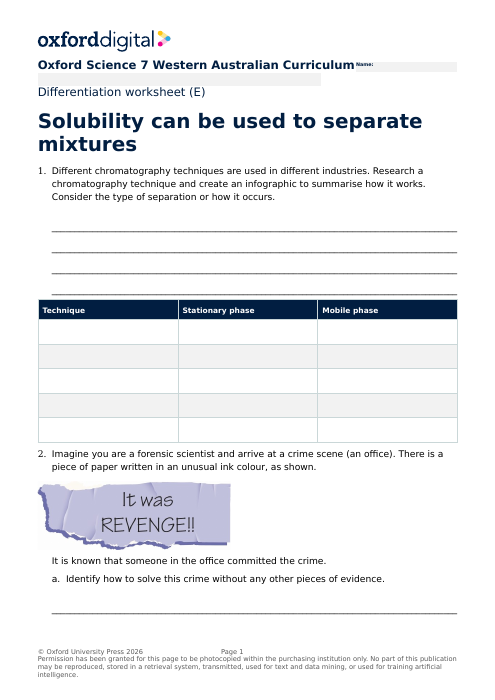 oxforddigital
Oxford Science 7 Western Australian Curriculum Name:
Differentiation worksheet (E)
Solubility can be used to separate
mixtures
1. Different chromatography techniques are used in different industries. Research a
chromatography technique and create an infographic to summarise how it works.
Consider the type of separation or how it occurs.
Technique Stationary phase Mobile phase
2. Imagine you are a forensic scientist and arrive at a crime scene (an office). There is a
piece of paper written in an unusual ink colour, as shown.
It was
REVENGE!!
It is known that someone in the office committed the crime.
a. Identify how to solve this crime without any other pieces of evidence.
© Oxford University Press 2026 Page 1
Permission has been granted for this page to be photocopied within the purchasing institution only. No part of this publication
may be reproduced, stored in a retrieval system, transmitted, used for text and data mining, or used for training artificial
intelligence.